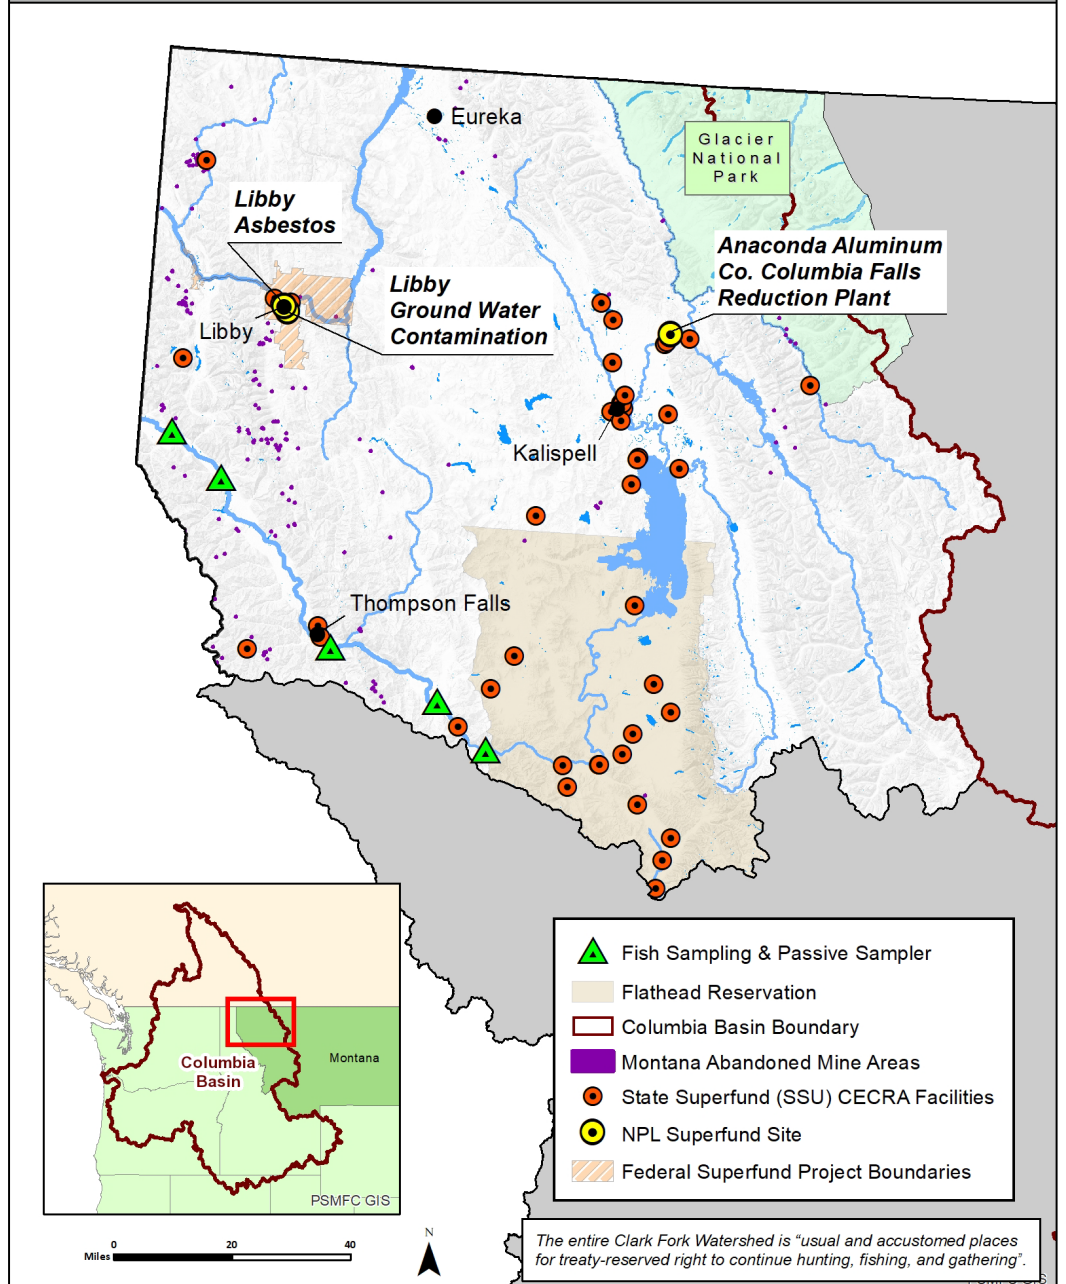 Eureka
Glacier
National
Park
Libby
Asbestos
Anaconda Aluminum
Co. Columbia Falls
Reduction Plant
Libby
Ground Water
Contamination
Libby
Kalispell
Thompson Falls
Fish Sampling & Passive Sampler
Flathead Reservation
Columbia Basin Boundary
Montana Abandoned Mine Areas
State Superfund (SSU) CECRA Facilities
NPL Superfund Site
Federal Superfund Project Boundaries
Columbia
Basin
Montana
PSMFC GIS
0 20 40
Miles
N
The entire Clark Fork Watershed is “usual and accustomed places
for treaty-reserved right to continue hunting, fishing, and gathering”.